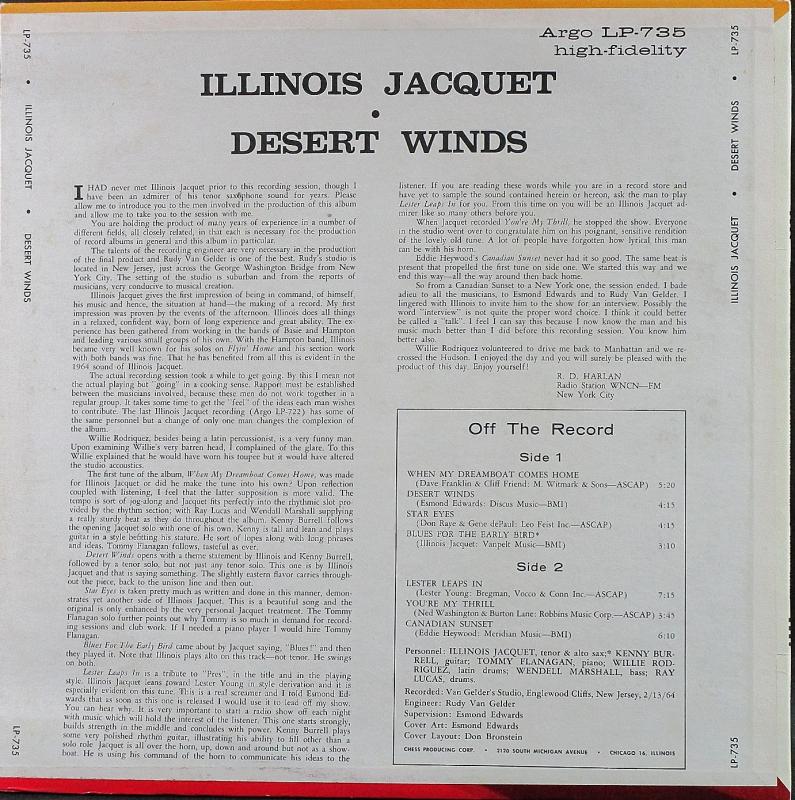 Argo LP-735
high-fidelity
ILLINOIS JACQUET
•
DESERT WINDS
LP-735 • ILLINOIS JACQUET • DESERT WINDS
LP-735
I HAD never met Illinois Jacquet prior to this recording session, though I
have been an admirer of his tenor saxophone sound for years. Please
allow me to introduce you to the men involved in the production of this album
and allow me to take you to the session with me.
You are holding the product of many years of experience in a number of
different fields, all closely related, in that each is necessary for the production
of record albums in general and this album in particular.
The talents of the recording engineer are very necessary in the production
of the final product and Rudy Van Gelder is one of the best. Rudy's studio is
located in New Jersey, just across the George Washington Bridge from New
York City. The setting of the studio is suburban and from the reports of
musicians, very conducive to musical creation.
Illinois Jacquet gives the first impression of being in command, of himself,
his music and hence, the situation at hand—the making of a record. My first
impression was proven by the events of the afternoon. Illinois does all things
in a relaxed, confident way, born of long experience and great ability. The ex-
perience has been gathered from working in the bands of Basie and Hampton
and leading various small groups of his own. With the Hampton band, Illinois
became very well known for his solos on Flyin' Home and his section work
with both bands was fine. That he has benefited from all this is evident in the
1964 sound of Illinois Jacquet.
The actual recording session took a while to get going. By this I mean not
the actual playing but "going" in a cooking sense. Rapport must be established
between the musicians involved, because these men do not work together in a
regular group. It takes some time to get the "feel" of the ideas each man wishes
to contribute. The last Illinois Jacquet recording (Argo LP-722) has some of
the same personnel but a change of only one man changes the complexion of
the album.
Willie Rodriquez, besides being a latin percussionist, is a very funny man.
Upon examining Willie's very barren head, I complained of the glare. To this
Willie explained that he would have worn his toupee but it would have altered
the studio accoustics.
The first tune of the album, When My Dreamboat Comes Home, was made
for Illinois Jacquet or did he make the tune into his own? Upon reflection
coupled with listening, I feel that the latter supposition is more valid. The
tempo is sort of jog-along and Jacquet fits perfectly into the rhythmic slot pro-
vided by the rhythm section; with Ray Lucas and Wendall Marshall supplying
a really sturdy beat as they do throughout the album. Kenny Burrell follows
the opening Jacquet solo with one of his own. Kenny is tall and lean and plays
guitar in a style befitting his stature. He sort of lopes along with long phrases
and ideas. Tommy Flanagan follows, tasteful as ever.
Desert Winds opens with a theme statement by Illinois and Kenny Burrell,
followed by a tenor solo, but not just any tenor solo. This one is by Illinois
Jacquet and that is saying something. The slightly eastern flavor carries through-
out the piece, back to the unison line and then out.
Star Eyes is taken pretty much as written and done in this manner, demon-
strates yet another side of Illinois Jacquet. This is a beautiful song and the
original is only enhanced by the very personal Jacquet treatment. The Tommy
Flanagan solo further points out why Tommy is so much in demand for record-
ing sessions and club work. If I needed a piano player I would hire Tommy
Flanagan.
Blues For The Early Bird came about by Jacquet saying, "Blues!" and then
they played it. Note that Illinois plays alto on this track—not tenor. He swings
on both.
Lester Leaps In is a tribute to "Pres", in the title and in the playing
style. Illinois Jacquet leans toward Lester Young in style derivation and it is
especially evident on this tune. This is a real screamer and I told Esmond Ed-
wards that as soon as this one is released I would use it to lead off my show.
You can hear why. It is very important to start a radio show off each night
with music which will hold the interest of the listener. This one starts strongly,
builds strength in the middle and concludes with power. Kenny Burrell plays
some very polished rhythm guitar, illustrating his ability to fill other than a
solo role. Jacquet is all over the horn, up, down and around but not as a show-
boat. He is using his command of the horn to communicate his ideas to the
listener. If you are reading these words while you are in a record store and
have yet to sample the sound contained herein or hereon, ask the man to play
Lester Leaps In for you. From this time on you will be an Illinois Jacquet ad-
mirer like so many others before you.
When Jacquet recorded You're My Thrill, he stopped the show. Everyone
in the studio went over to congratulate him on his poignant, sensitive rendition
of the lovely old tune. A lot of people have forgotten how lyrical this man
can be with his horn.
Eddie Heywood's Canadian Sunset never had it so good. The same beat is
present that propelled the first tune on side one. We started this way and we
end this way—all the way around then back home.
So from a Canadian Sunset to a New York one, the session ended. I bade
adieu to all the musicians, to Esmond Edwards and to Rudy Van Gelder. I
lingered with Illinois to invite him to the show for an interview. Possibly the
word "interview" is not quite the proper word choice. I think it could better
be called a "talk". I feel I can say this because I now know the man and his
music much better than I did before this recording session. You know him
better also.
Willie Rodriquez volunteered to drive me back to Manhattan and we re-
crossed the Hudson. I enjoyed the day and you will surely be pleased with the
product of this day. Enjoy yourself!
R. D. HARLAN
Radio Station WNCN—FM
New York City
Off The Record
Side 1
WHEN MY DREAMBOAT COMES HOME
(Dave Franklin & Cliff Friend: M. Witmark & Sons—ASCAP) 5:20
DESERT WINDS
(Esmond Edwards: Discus Music—BMI) 4:15
STAR EYES
(Don Raye & Gene dePaul: Leo Feist Inc.—ASCAP) 4:15
BLUES FOR THE EARLY BIRD*
(Illinois Jacquet: Vanpelt Music—BMI) 3:10
Side 2
LESTER LEAPS IN
(Lester Young: Bregman, Vocco & Conn Inc.—ASCAP) 7:15
YOU'RE MY THRILL
(Ned Washington & Burton Lane: Robbins Music Corp.—ASCAP) 3:45
CANADIAN SUNSET
(Eddie Heywood: Meridian Music—BMI) 6:10
Personnel: ILLINOIS JACQUET, tenor & alto sax;* KENNY BUR-
RELL, guitar; TOMMY FLANAGAN, piano; WILLIE ROD-
RIGUEZ, latin drums; WENDELL MARSHALL, bass; RAY
LUCAS, drums.
Recorded: Van Gelder's Studio, Englewood Cliffs, New Jersey, 2/13/64
Engineer: Rudy Van Gelder
Supervision: Esmond Edwards
Cover Art: Esmond Edwards
Cover Layout: Don Bronstein
CHESS PRODUCING CORP. • 2120 SOUTH MICHIGAN AVENUE • CHICAGO 16, ILLINOIS
LP-735 • DESERT WINDS • ILLINOIS JACQUET •
LP-735